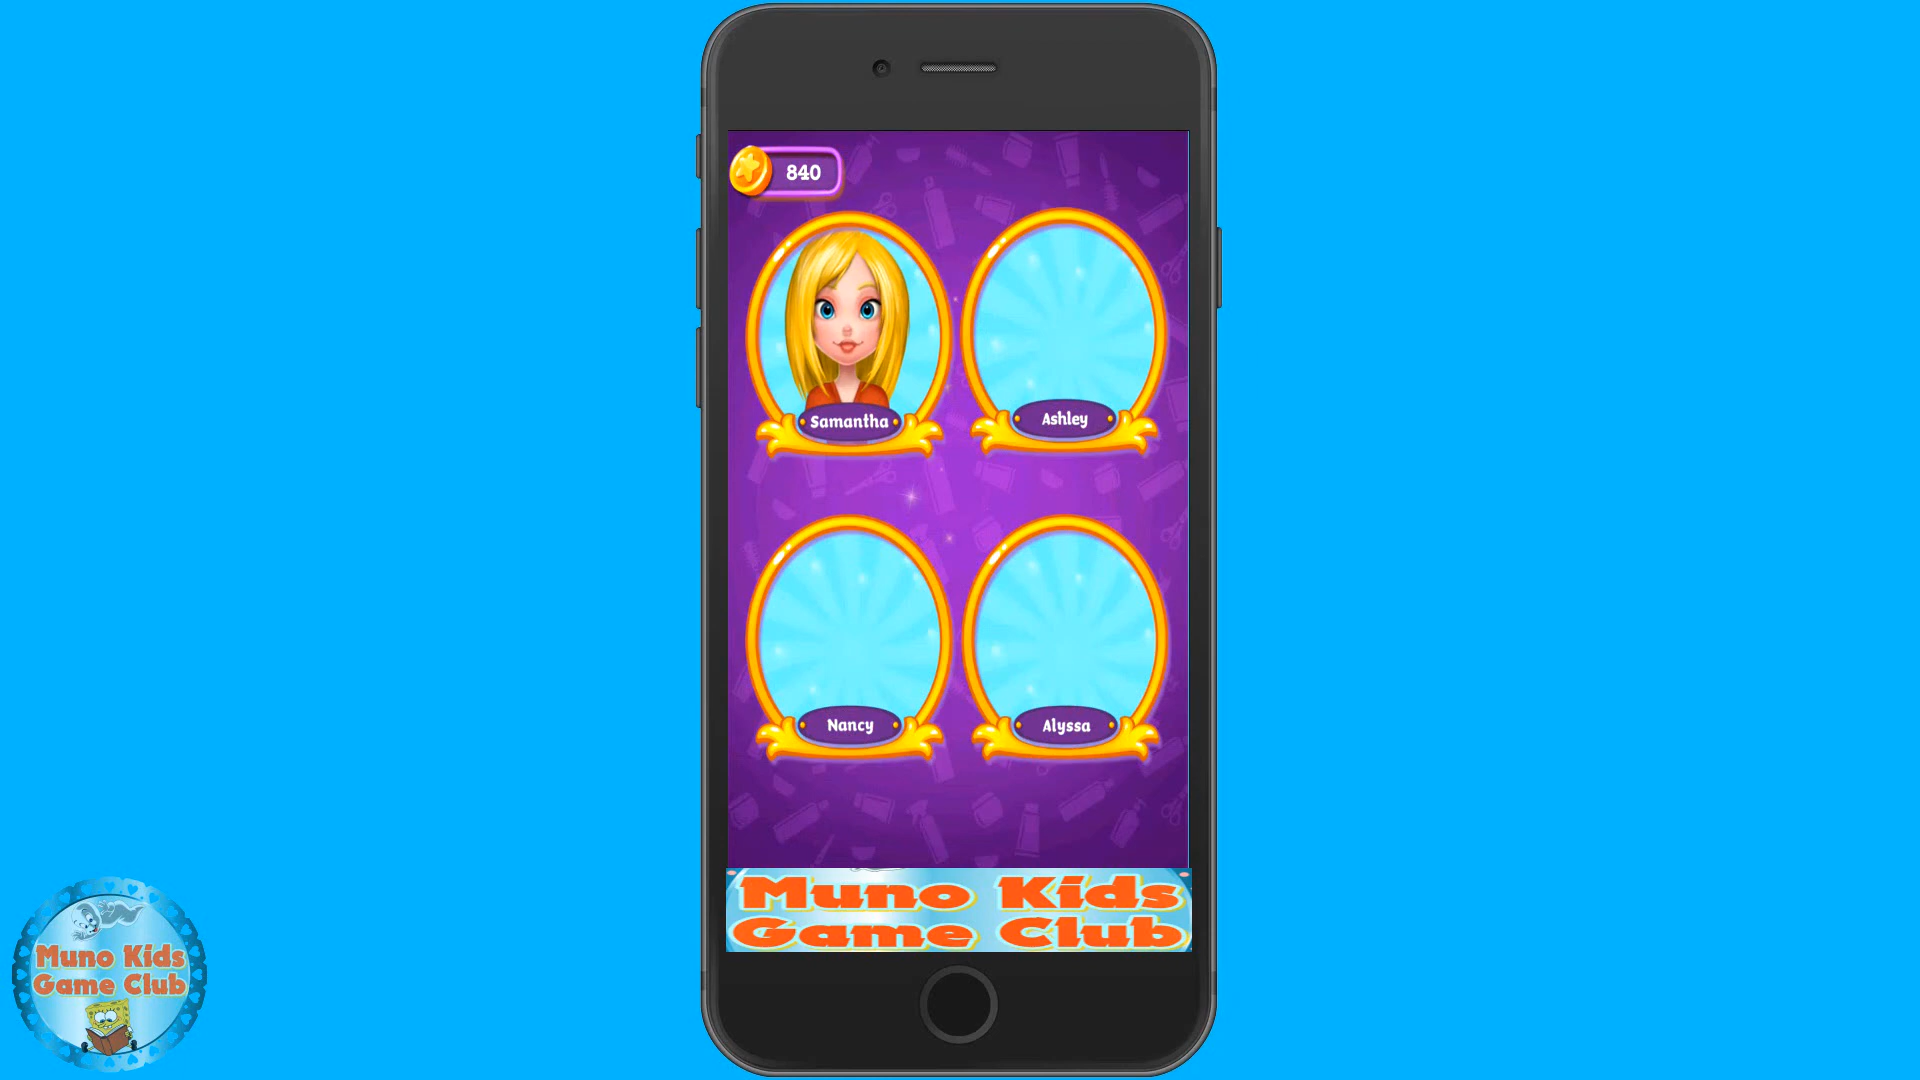 840
Samantha
Ashley
Nancy
Alyssa
Muno Kids
Game Club
Muno Kids
Game Club